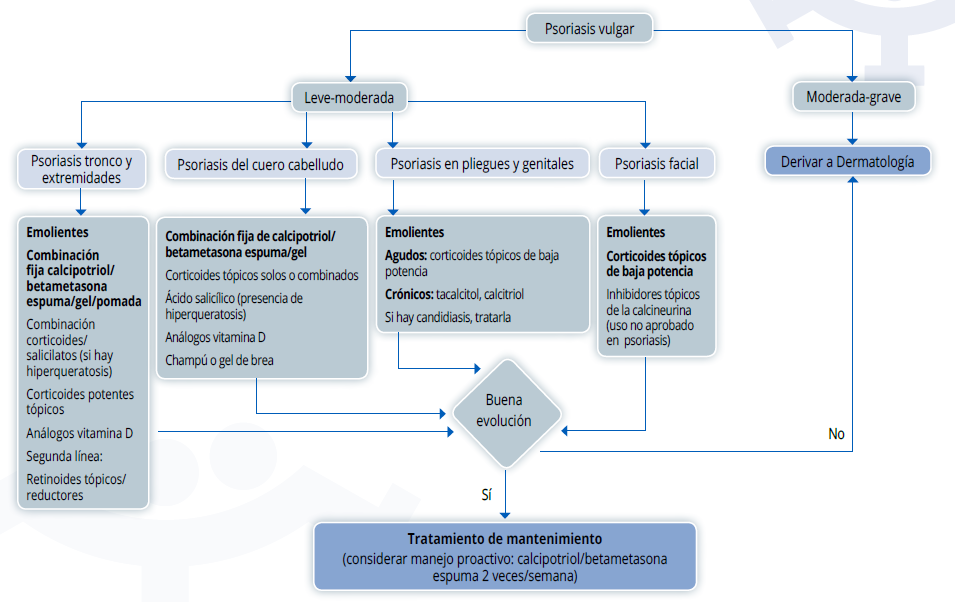 Psoriasis vulgar
Leve-moderada
Moderada-grave
Psoriasis tronco y
extremidades
Psoriasis del cuero cabelludo
Psoriasis en pliegues y genitales
Psoriasis facial
Derivar a Dermatología
Emolientes
Combinación
fija calcipotriol/
betametasona
espuma/gel/pomada
Combinación
corticoides/
salicilatos (si hay
hiperqueratosis)
Corticoides potentes
tópicos
Análogos vitamina D
Segunda línea:
Retinoides tópicos/
reductores
Combinación fija de calcipotriol/
betametasona espuma/gel
Corticoides tópicos solos o combinados
Ácido salicílico (presencia de
hiperqueratosis)
Análogos vitamina D
Champú o gel de brea
Emolientes
Agudos: corticoides tópicos de baja
potencia
Crónicos: tacalcitol, calcitriol
Si hay candidiasis, tratarla
Emolientes
Corticoides tópicos
de baja potencia
Inhibidores tópicos
de la calcineurina
(uso no aprobado
en psoriasis)
Buena
evolución
No
Sí
Tratamiento de mantenimiento
(considerar manejo proactivo: calcipotriol/betametasona
espuma 2 veces/semana)